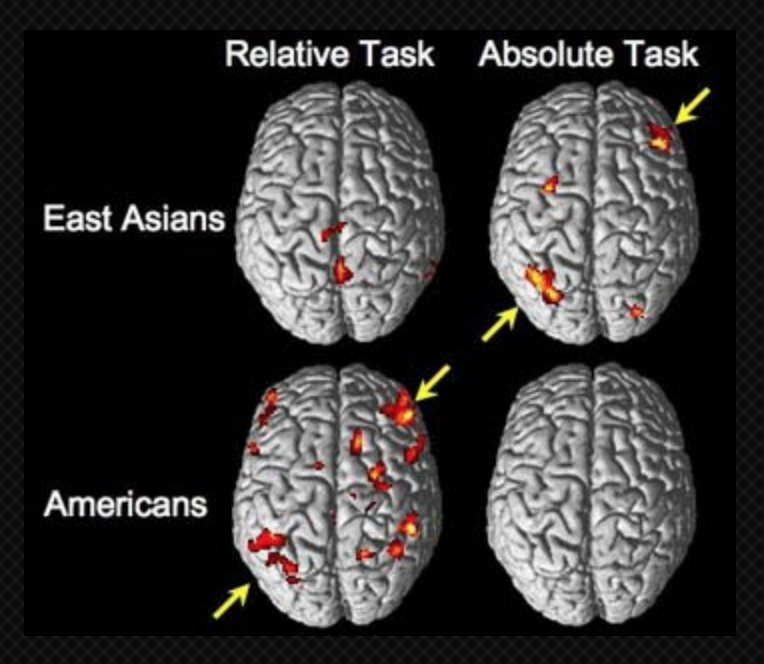 Relative Task Absolute Task
East Asians
Americans